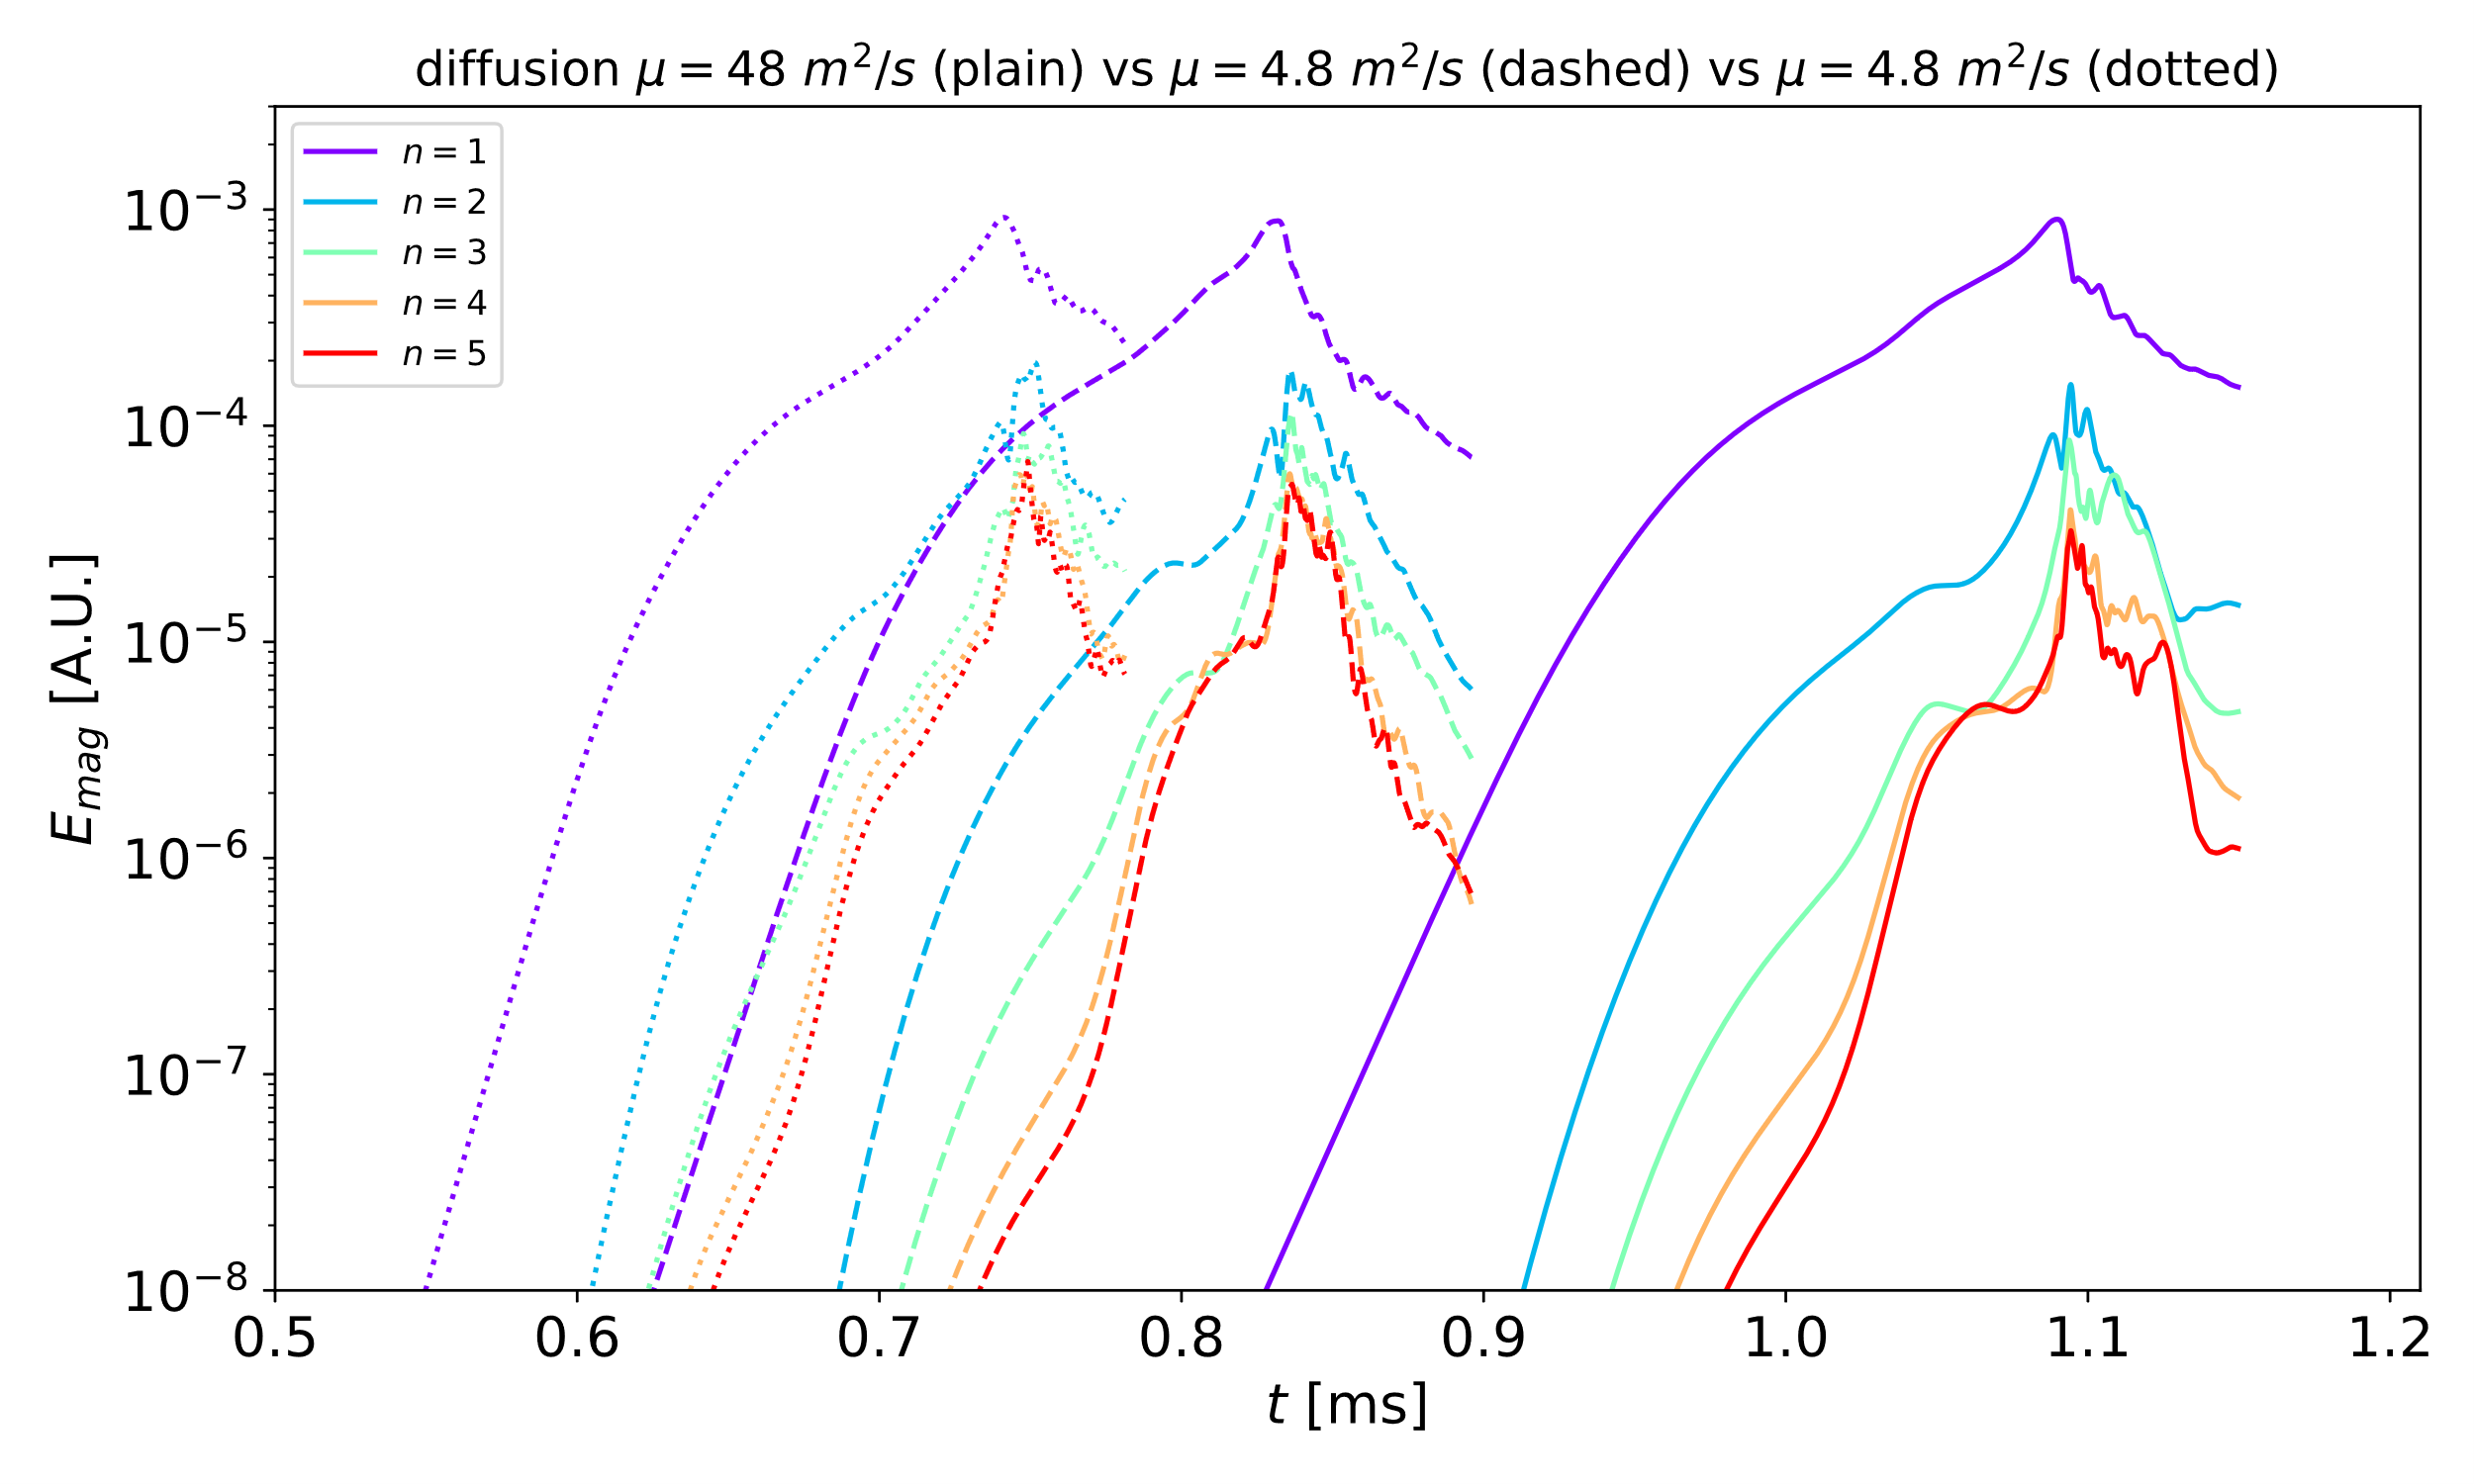 diffusion μ = 48 m²/s (plain) vs μ = 4.8 m²/s (dashed) vs μ = 4.8 m²/s (dotted)
n = 1
n = 2
n = 3
n = 4
n = 5
10⁻³
10⁻⁴
10⁻⁵
10⁻⁶
10⁻⁷
10⁻⁸
E_mag [A.U.]
0.5 0.6 0.7 0.8 0.9 1.0 1.1 1.2
t [ms]